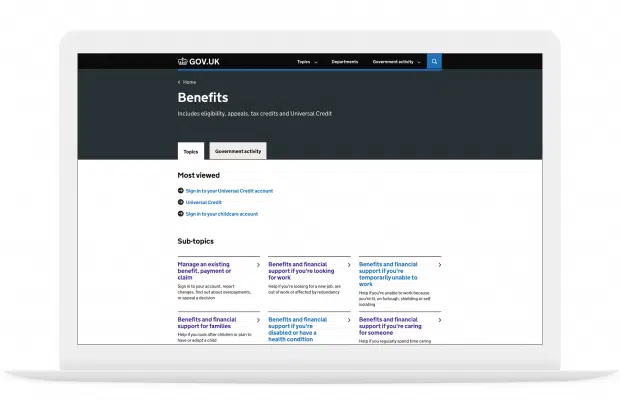 GOV.UK Topics Departments Government activity
Home
Benefits
Includes eligibility, appeals, tax credits and Universal Credit
Topics Government activity
Most viewed
Sign in to your Universal Credit account
Universal Credit
Sign in to your childcare account
Sub-topics
Manage an existing
benefit, payment or
claim
Sign in to your account, report
changes, find out about overpayments,
or appeal a decision
Benefits and financial
support if you're looking
for work
Help if you're looking for a new job, are
out of work or affected by redundancy
Benefits and financial
support if you're
temporarily unable to
work
Help if you're unable to work because
you're ill, on furlough, shielding or self
isolating
Benefits and financial
support for families
Help if you look after children or plan to
have or adopt a child
Benefits and financial
support if you're
disabled or have a
health condition
Benefits and financial
support if you're caring
for someone
Help if you regularly spend time caring